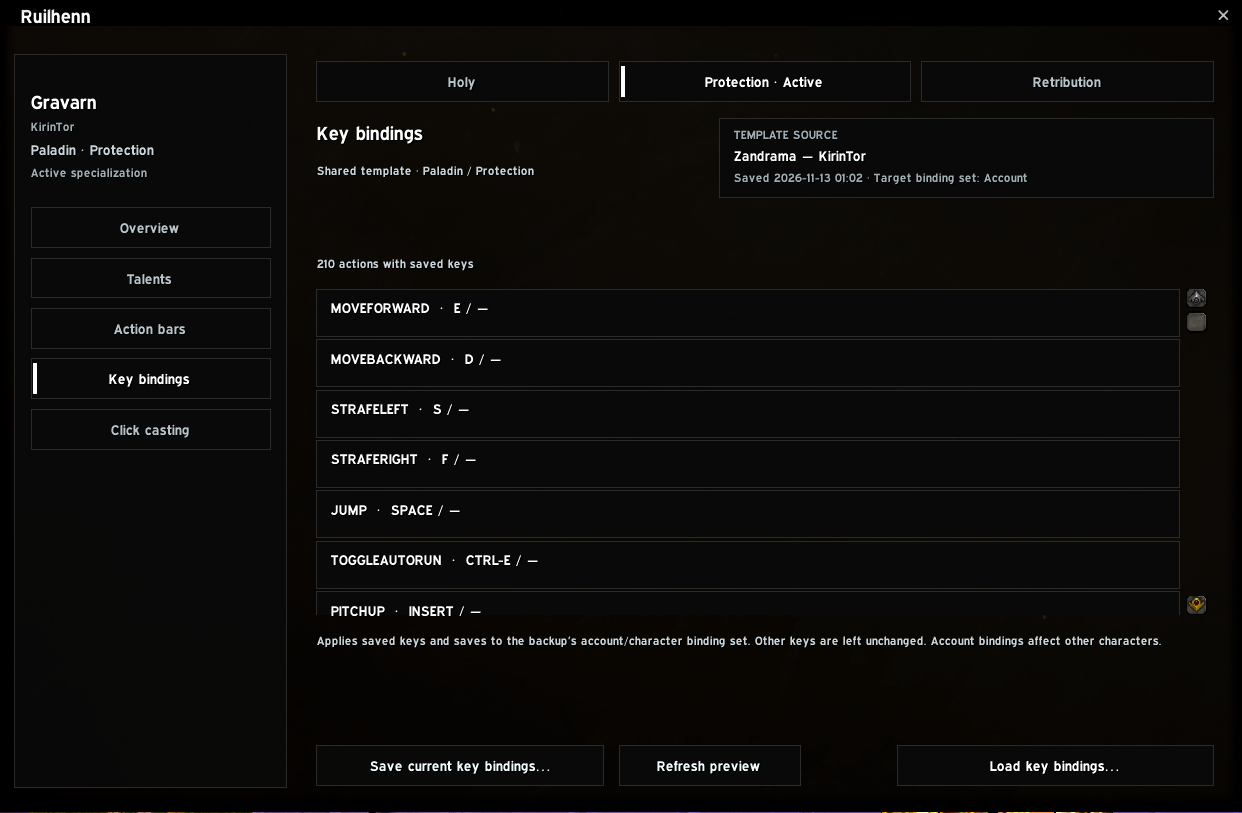 Ruilhenn
Gravarn
KirinTor
Paladin · Protection
Active specialization
Overview
Talents
Action bars
Key bindings
Click casting
Holy
Protection · Active
Retribution
Key bindings
Shared template · Paladin / Protection
TEMPLATE SOURCE
Zandrama — KirinTor
Saved 2026-11-13 01:02 · Target binding set: Account
210 actions with saved keys
MOVEFORWARD · E / —
MOVEBACKWARD · D / —
STRAFELEFT · S / —
STRAFERIGHT · F / —
JUMP · SPACE / —
TOGGLEAUTORUN · CTRL-E / —
PITCHUP · INSERT / —
Applies saved keys and saves to the backup's account/character binding set. Other keys are left unchanged. Account bindings affect other characters.
Save current key bindings...
Refresh preview
Load key bindings...